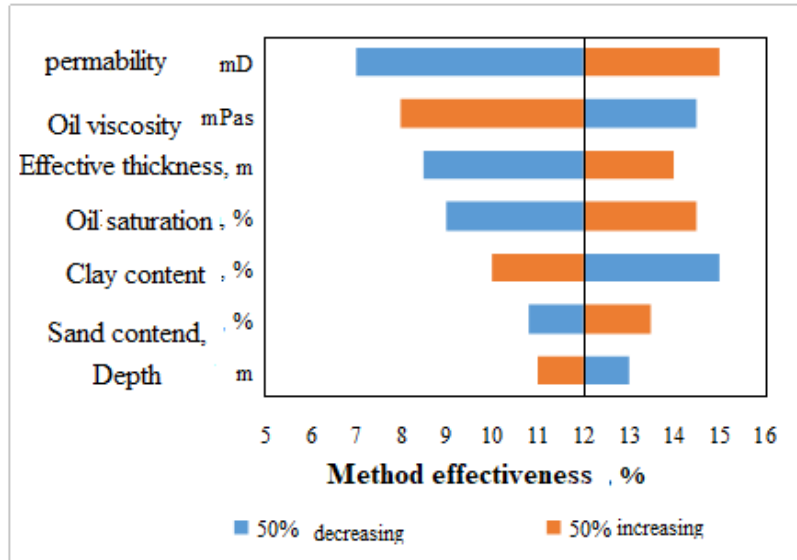 permability mD
Oil viscosity mPas
Effective thickness, m
Oil saturation , %
Clay content , %
Sand contend, %
Depth m
5 6 7 8 9 10 11 12 13 14 15 16
Method effectiveness , %
50% decreasing 50% increasing